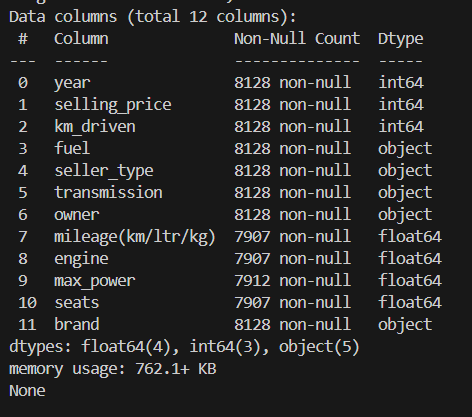 Data columns (total 12 columns):
 #   Column              Non-Null Count  Dtype
---  ------              --------------  -----
 0   year                8128 non-null   int64
 1   selling_price       8128 non-null   int64
 2   km_driven           8128 non-null   int64
 3   fuel                8128 non-null   object
 4   seller_type         8128 non-null   object
 5   transmission        8128 non-null   object
 6   owner               8128 non-null   object
 7   mileage(km/ltr/kg)  7907 non-null   float64
 8   engine              7907 non-null   float64
 9   max_power           7912 non-null   float64
 10  seats               7907 non-null   float64
 11  brand               8128 non-null   object
dtypes: float64(4), int64(3), object(5)
memory usage: 762.1+ KB
None